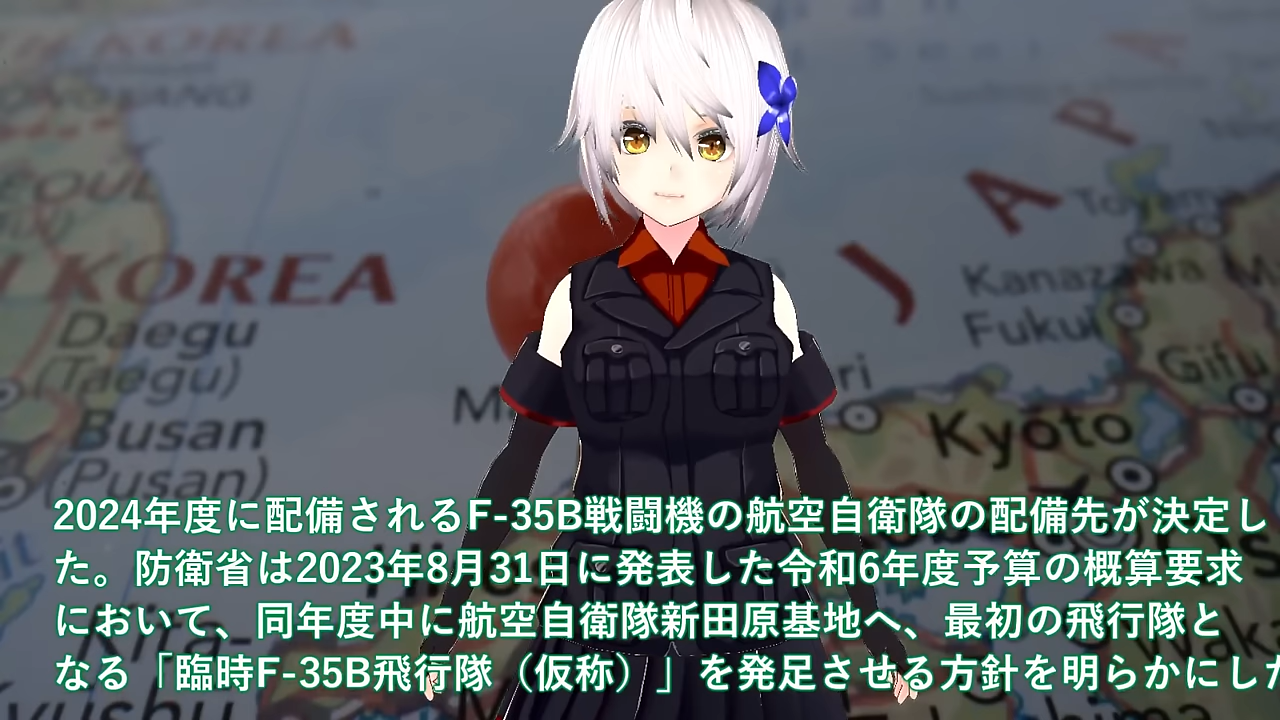 KOREA
J A P A
SEOUL
KOREA
Toyama
Kanazawa
Fukui
Daegu
(Taegu)
Gifu
Busan
(Pusan)
Kyōto
2024年度に配備されるF-35B戦闘機の航空自衛隊の配備先が決定し
た。防衛省は2023年8月31日に発表した令和6年度予算の概算要求
において、同年度中に航空自衛隊新田原基地へ、最初の飛行隊と
なる「臨時F-35B飛行隊（仮称）」を発足させる方針を明らかにした